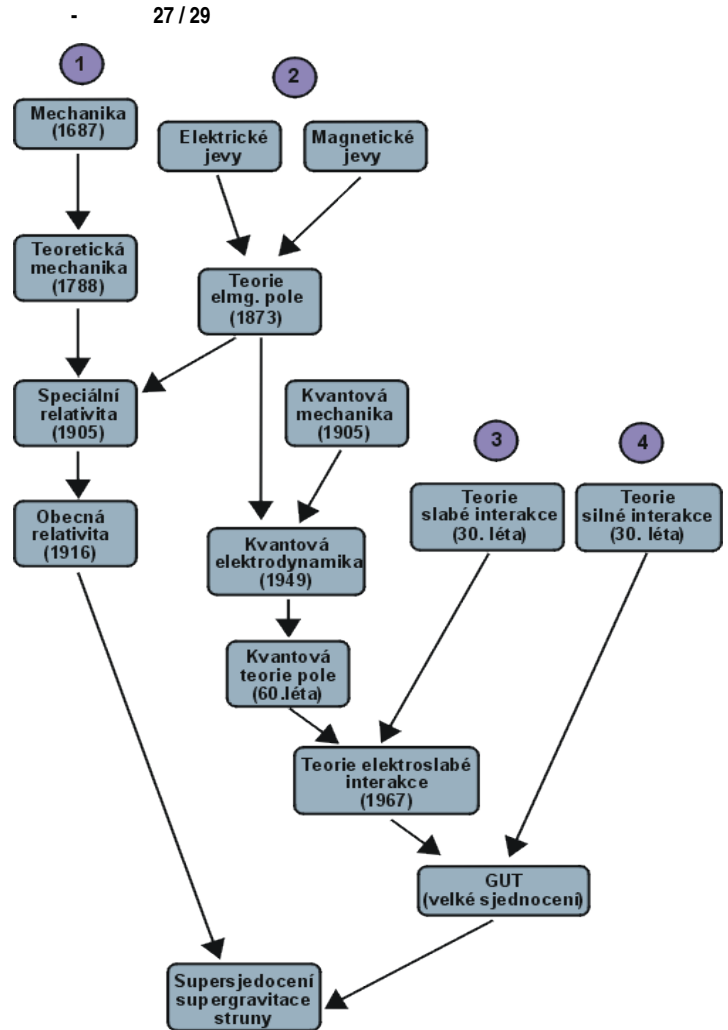 - 27 / 29
1
2
Mechanika
(1687)
Elektrické
jevy
Magnetické
jevy
Teoretická
mechanika
(1788)
Teorie
elmg. pole
(1873)
Speciální
relativita
(1905)
Kvantová
mechanika
(1905)
3
4
Obecná
relativita
(1916)
Kvantová
elektrodynamika
(1949)
Teorie
slabé interakce
(30. léta)
Teorie
silné interakce
(30. léta)
Kvantová
teorie pole
(60.léta)
Teorie elektroslabé
interakce
(1967)
GUT
(velké sjednocení)
Supersjedocení
supergravitace
struny